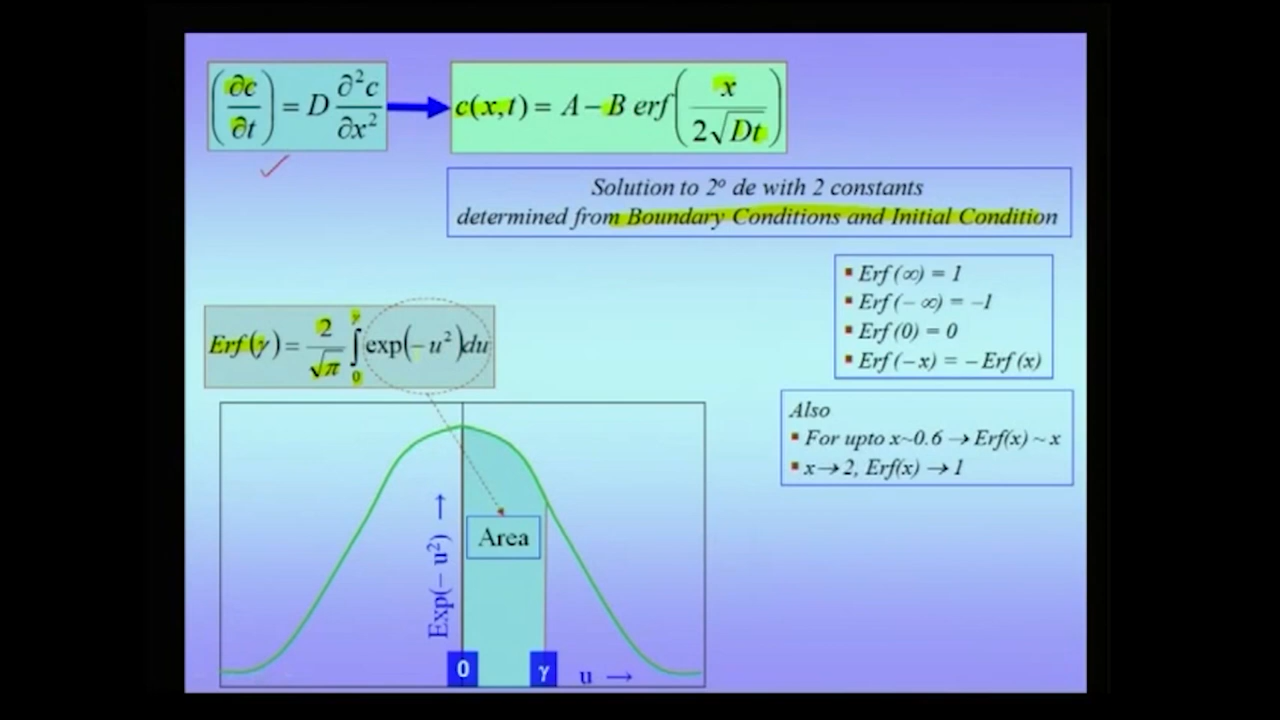 (∂c/∂t) = D ∂²c/∂x²
c(x,t) = A − B erf(x / 2√Dt)
Solution to 2º de with 2 constants
determined from Boundary Conditions and Initial Condition
▪ Erf (∞) = 1
▪ Erf (− ∞) = −1
▪ Erf (0) = 0
▪ Erf (−x) = − Erf (x)
Erf(γ) = 2/√π ∫₀^γ exp(−u²)du
Also
▪ For upto x~0.6 → Erf(x) ~ x
▪ x→2, Erf(x) → 1
Area
Exp(− u²) →
0
γ
u →